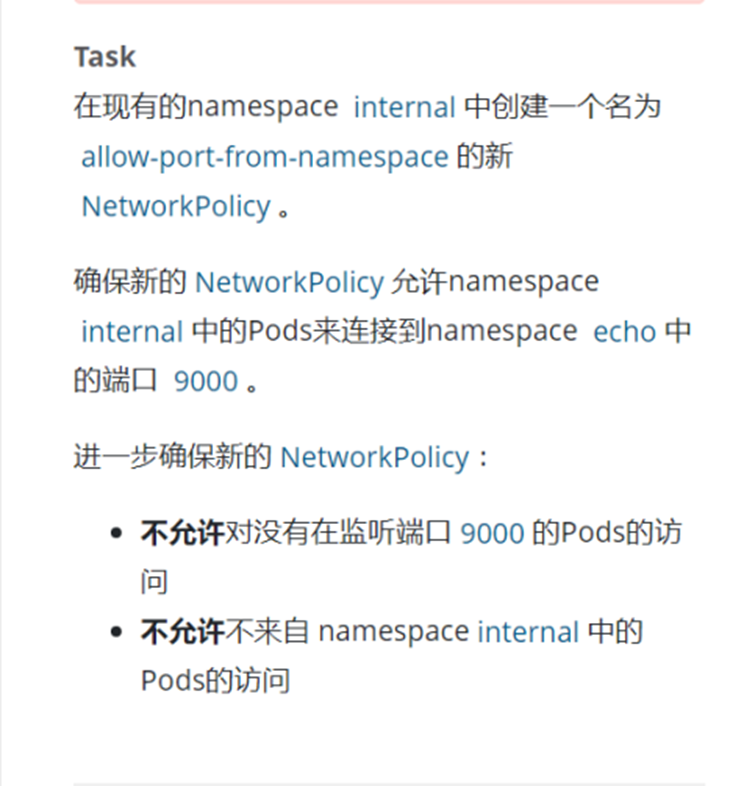 Task
在现有的namespace internal 中创建一个名为
allow-port-from-namespace 的新
NetworkPolicy 。
确保新的 NetworkPolicy 允许namespace
internal 中的Pods来连接到namespace echo 中
的端口 9000 。
进一步确保新的 NetworkPolicy：
• 不允许对没有在监听端口 9000 的Pods的访
问
• 不允许不来自 namespace internal 中的
Pods的访问